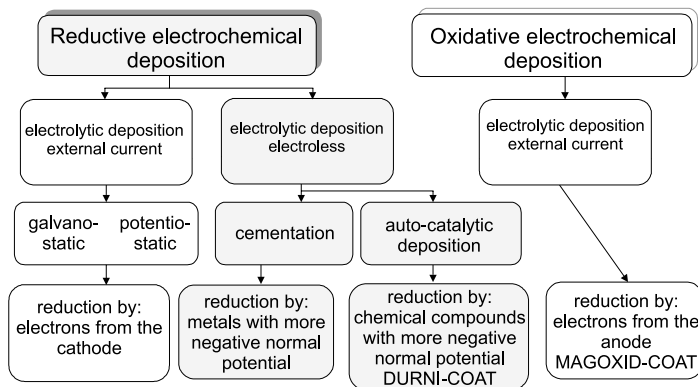 Reductive electrochemical
deposition
Oxidative electrochemical
deposition
electrolytic deposition
external current
electrolytic deposition
electroless
electrolytic deposition
external current
galvano-
static
potentio-
static
cementation
auto-catalytic
deposition
reduction by:
electrons from the
cathode
reduction by:
metals with more
negative normal
potential
reduction by:
chemical compounds
with more negative
normal potential
DURNI-COAT
reduction by:
electrons from the
anode
MAGOXID-COAT